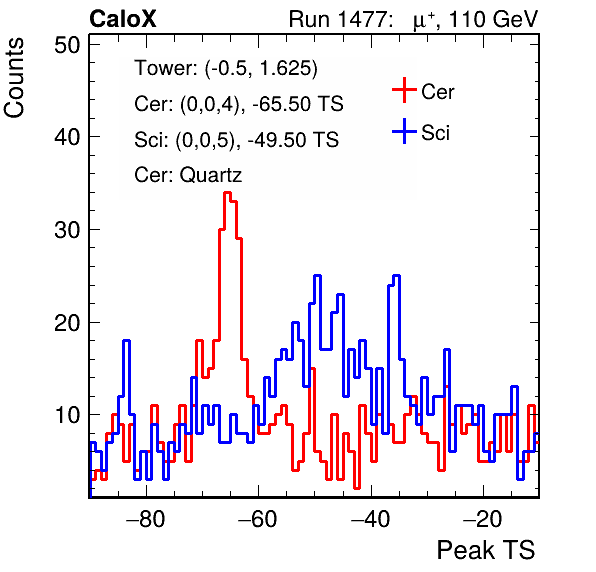 CaloX Run 1477: μ⁺, 110 GeV
Counts
50
40
30
20
10
Tower: (-0.5, 1.625)
Cer: (0,0,4), -65.50 TS
Sci: (0,0,5), -49.50 TS
Cer: Quartz
Cer
Sci
−80 −60 −40 −20
Peak TS